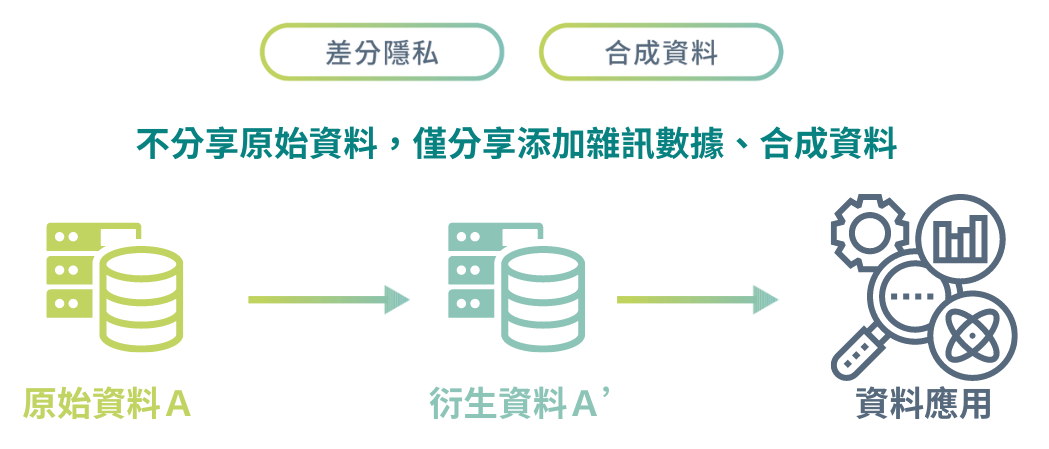 差分隱私
合成資料
不分享原始資料，僅分享添加雜訊數據、合成資料
原始資料A
衍生資料A’
資料應用